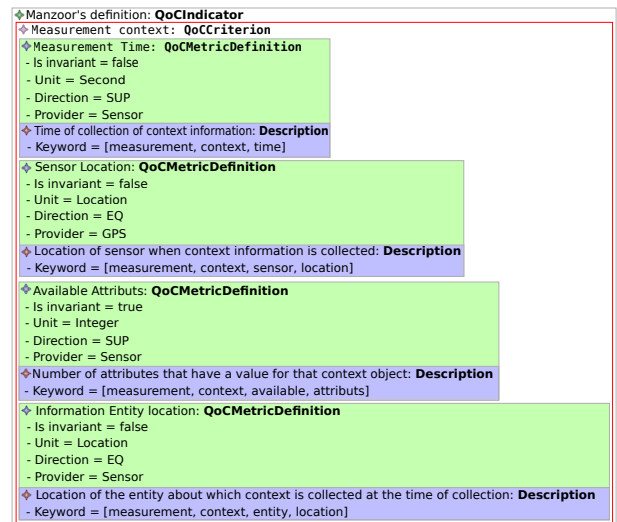 Manzoor's definition: QoCIndicator
Measurement context: QoCCriterion
Measurement Time: QoCMetricDefinition
- Is invariant = false
- Unit = Second
- Direction = SUP
- Provider = Sensor
Time of collection of context information: Description
- Keyword = [measurement, context, time]
Sensor Location: QoCMetricDefinition
- Is invariant = false
- Unit = Location
- Direction = EQ
- Provider = GPS
Location of sensor when context information is collected: Description
- Keyword = [measurement, context, sensor, location]
Available Attributs: QoCMetricDefinition
- Is invariant = true
- Unit = Integer
- Direction = SUP
- Provider = Sensor
Number of attributes that have a value for that context object: Description
- Keyword = [measurement, context, available, attributs]
Information Entity location: QoCMetricDefinition
- Is invariant = false
- Unit = Location
- Direction = EQ
- Provider = Sensor
Location of the entity about which context is collected at the time of collection: Description
- Keyword = [measurement, context, entity, location]